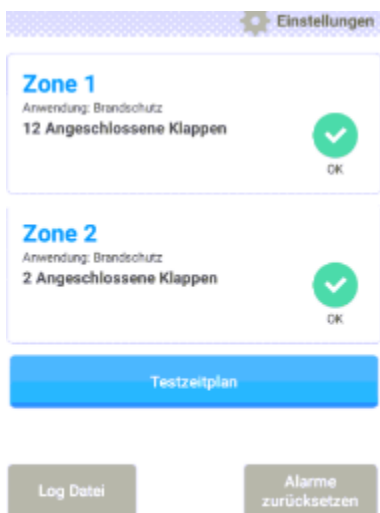 Einstellungen
Zone 1
Anwendung: Brandschutz
12 Angeschlossene Klappen
OK
Zone 2
Anwendung: Brandschutz
2 Angeschlossene Klappen
OK
Testzeitplan
Log Datei
Alarme
zurücksetzen